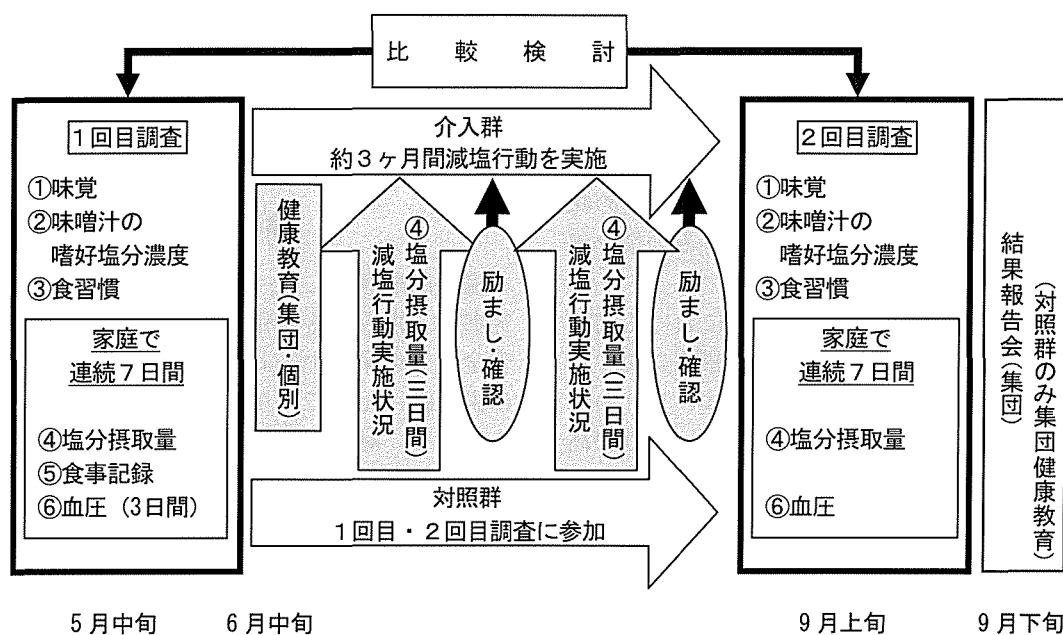 比較検討
1回目調査
①味覚
②味噌汁の
嗜好塩分濃度
③食習慣
家庭で
連続7日間
④塩分摂取量
⑤食事記録
⑥血圧（3日間）
介入群
約3ヶ月間減塩行動を実施
健康教育（集団・個別）
④塩分摂取量（三日間）
減塩行動実施状況
励まし・確認
④塩分摂取量（三日間）
減塩行動実施状況
励まし・確認
対照群
1回目・2回目調査に参加
2回目調査
①味覚
②味噌汁の
嗜好塩分濃度
③食習慣
家庭で
連続7日間
④塩分摂取量
⑥血圧
結果報告会（集団）
（対照群のみ集団健康教育）
5月中旬
6月中旬
9月上旬
9月下旬